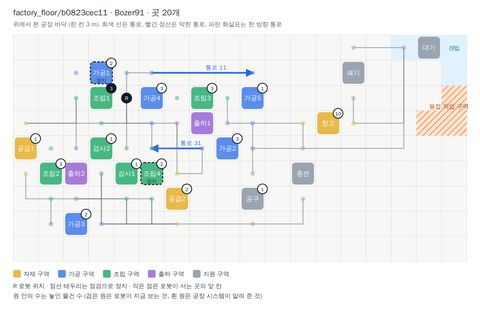 factory_floor/b0823cec11 · Bozer91 · 곳 20개
위에서 본 공장 바닥 (한 칸 3 m). 회색 선은 통로, 빨간 점선은 막힌 통로, 파란 화살표는 한 방향 통로
대기
진입
통로 11
2
가공1
폐기
3
조립1
R
3
가공4
3
조립3
1
가공5
용접 작업 구역
출하1
10
창고
1
공급1
1
검사2
통로 31
3
가공2
3
조립2
출하2
1
검사1
2
조립4
충전
2
공급2
1
공구
2
가공3
자재 구역
가공 구역
조립 구역
출하 구역
지원 구역
R 로봇 위치 · 점선 테두리는 점검으로 정지 · 작은 점은 로봇이 서는 곳의 앞 칸
원 안의 수는 놓인 물건 수 (검은 원은 로봇이 지금 보는 것, 흰 원은 공장 시스템이 알려 준 것)